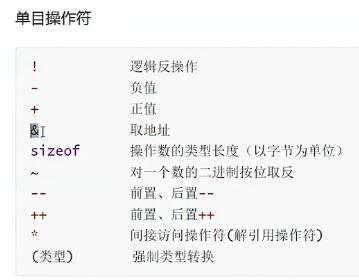 单目操作符
! 逻辑反操作
- 负值
+ 正值
& 取地址
sizeof 操作数的类型长度（以字节为单位）
~ 对一个数的二进制按位取反
-- 前置、后置--
++ 前置、后置++
* 间接访问操作符(解引用操作符)
(类型) 强制类型转换